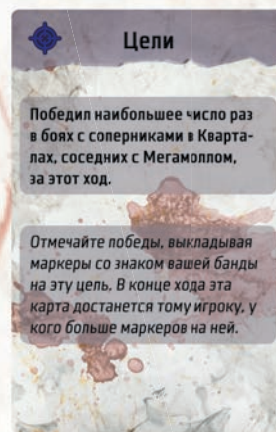 Цели
Победил наибольшее число раз
в боях с соперниками в Кварта-
лах, соседних с Мегамоллом,
за этот ход.
Отмечайте победы, выкладывая
маркеры со знаком вашей банды
на эту цель. В конце хода эта
карта достанется тому игроку, у
кого больше маркеров на ней.